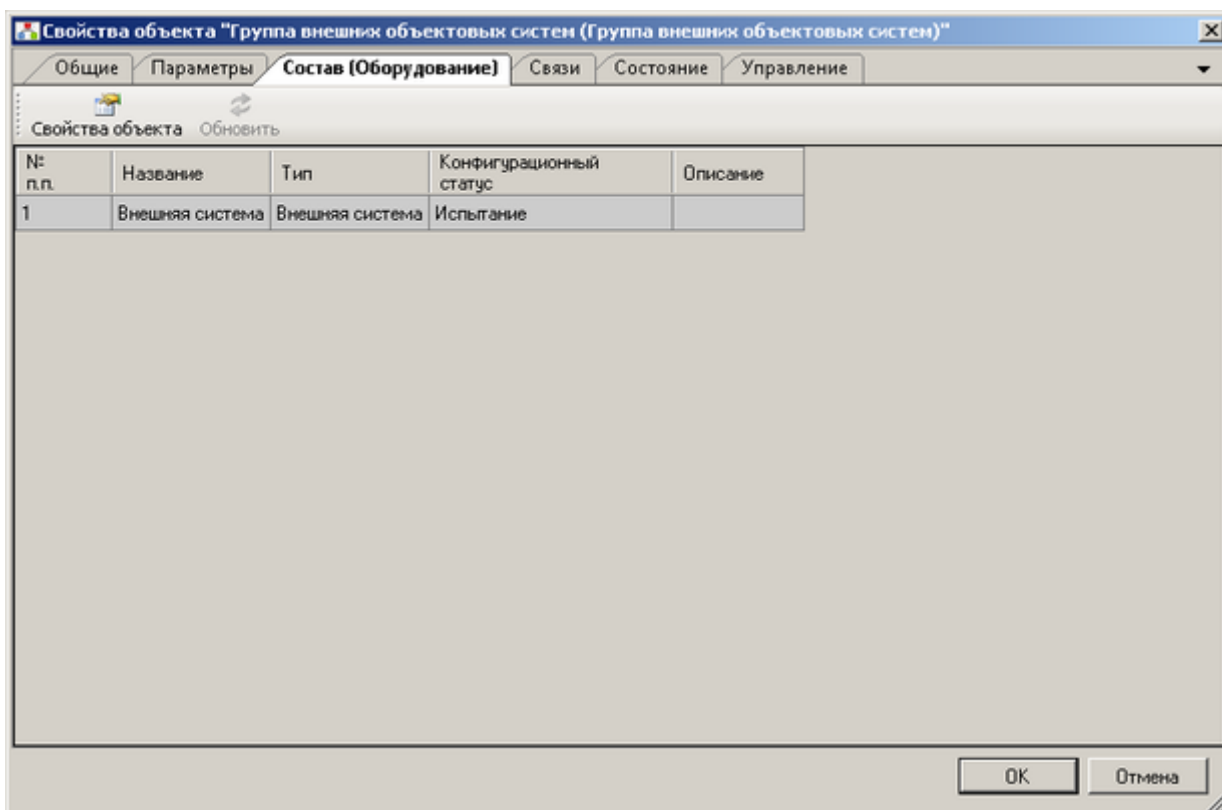 Свойства объекта "Группа внешних объектовых систем (Группа внешних объектовых систем)"
Общие Параметры Состав (Оборудование) Связи Состояние Управление
Свойства объекта Обновить
№ п.п. Название Тип Конфигурационный статус Описание
1 Внешняя система Внешняя система Испытание
OK Отмена